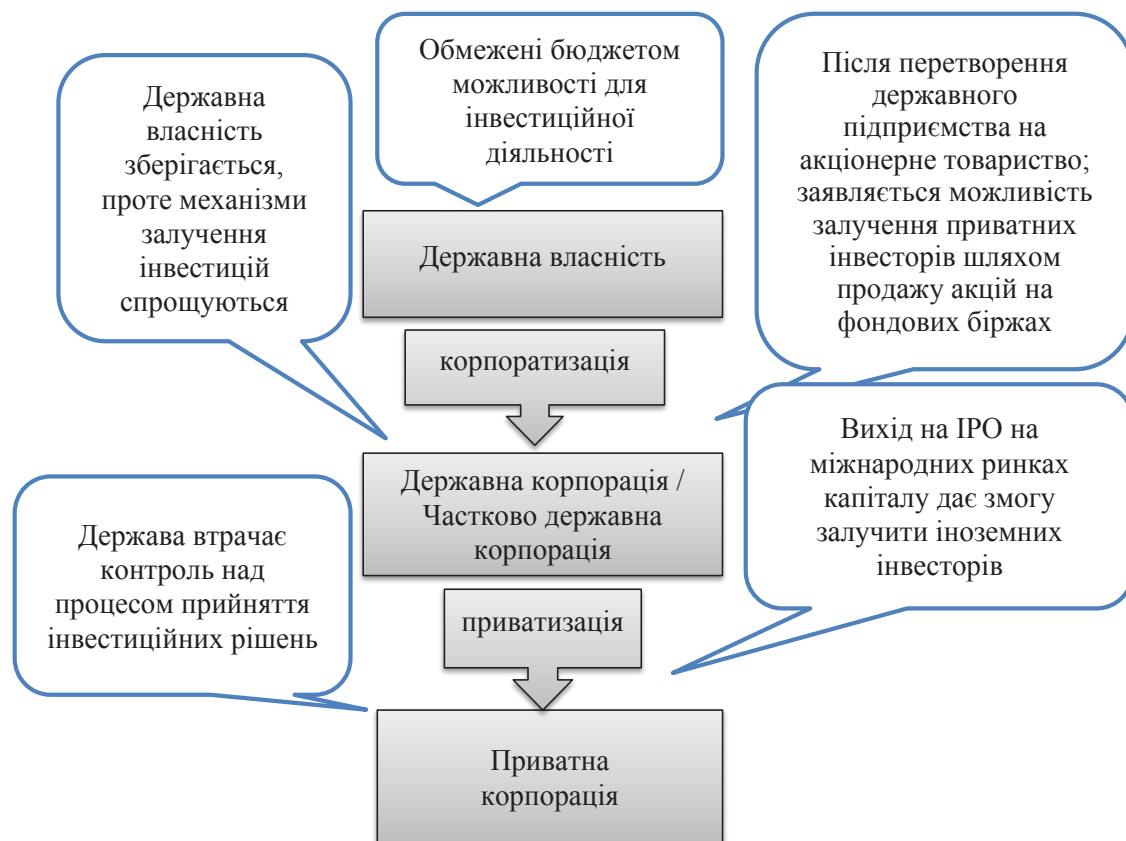 Державна
власність
зберігається,
проте механізми
залучення
інвестицій
спрощуються
Обмежені бюджетом
можливості для
інвестиційної
діяльності
Після перетворення
державного
підприємства на
акціонерне товариство;
заявляється можливість
залучення приватних
інвесторів шляхом
продажу акцій на
фондових біржах
Державна власність
корпоратизація
Державна корпорація /
Частково державна
корпорація
Вихід на IPO на
міжнародних ринках
капіталу дає змогу
залучити іноземних
інвесторів
Держава втрачає
контроль над
процесом прийняття
інвестиційних рішень
приватизація
Приватна
корпорація